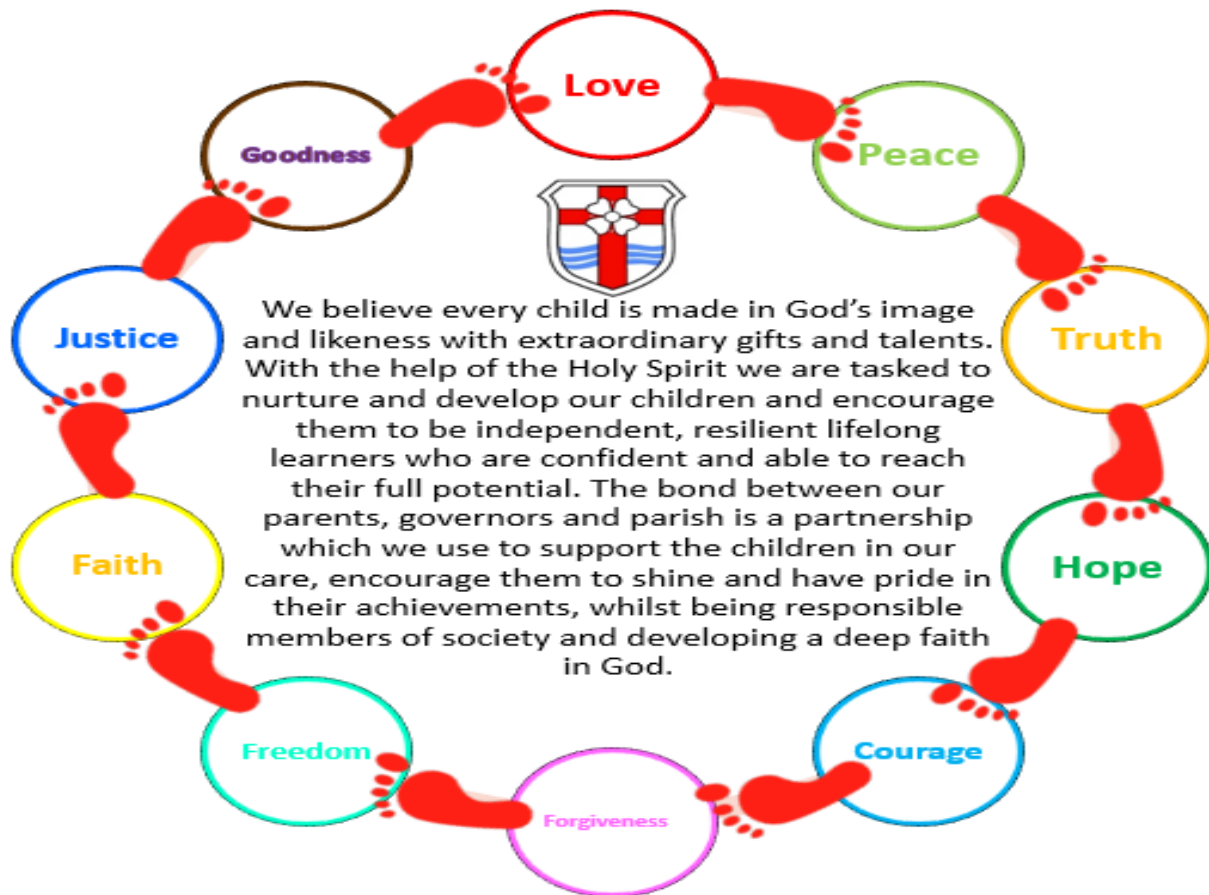 Love
Peace
Goodness
Truth
Justice
Hope
Faith
Courage
Freedom
Forgiveness
We believe every child is made in God’s image
and likeness with extraordinary gifts and talents.
With the help of the Holy Spirit we are tasked to
nurture and develop our children and encourage
them to be independent, resilient lifelong
learners who are confident and able to reach
their full potential. The bond between our
parents, governors and parish is a partnership
which we use to support the children in our
care, encourage them to shine and have pride in
their achievements, whilst being responsible
members of society and developing a deep faith
in God.